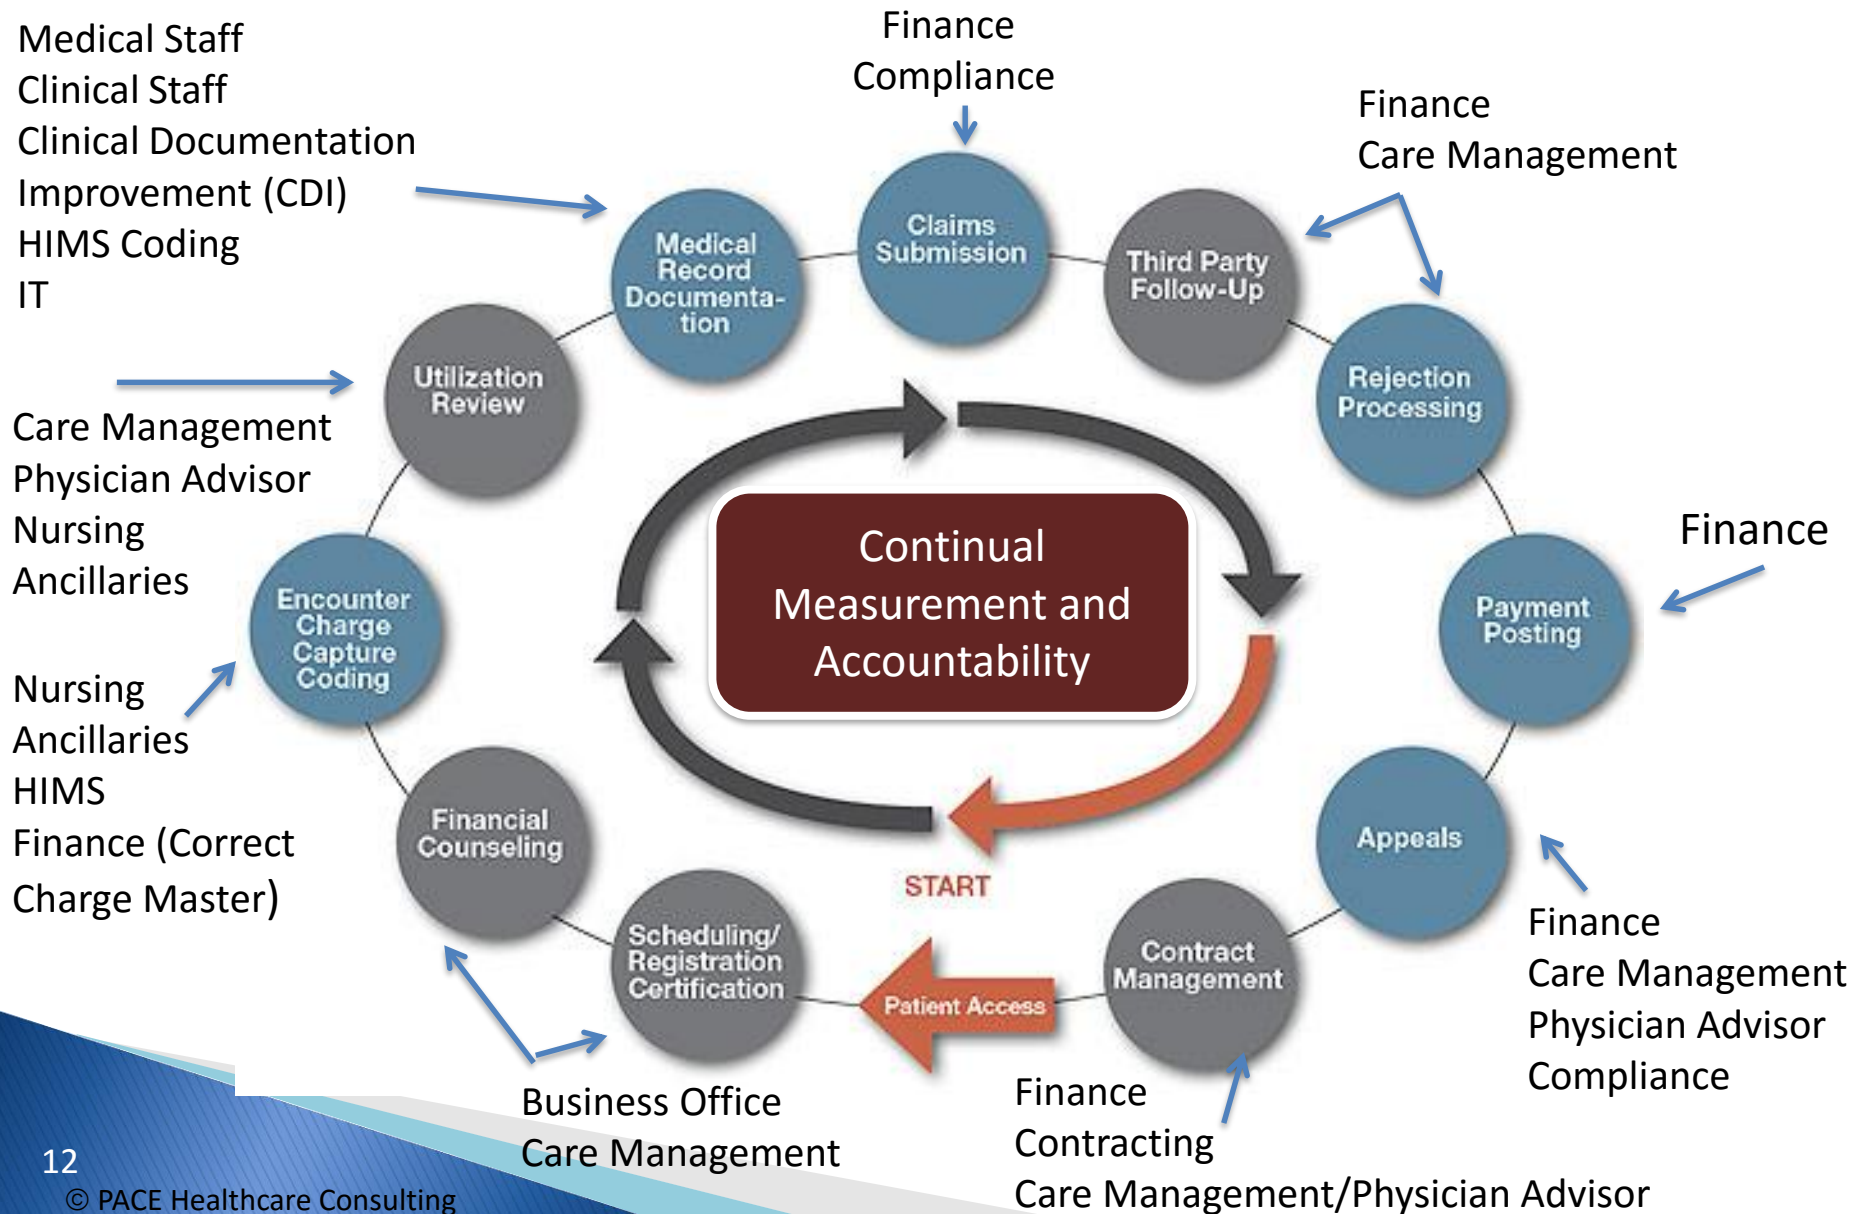 Medical Staff
Clinical Staff
Clinical Documentation
Improvement (CDI)
HIMS Coding
IT
Finance
Compliance
Finance
Care Management
Medical
Record
Documenta-
tion
Claims
Submission
Third Party
Follow-Up
Utilization
Review
Rejection
Processing
Care Management
Physician Advisor
Nursing
Ancillaries
Finance
Continual
Measurement and
Accountability
Encounter
Charge
Capture
Coding
Payment
Posting
Nursing
Ancillaries
HIMS
Finance (Correct
Charge Master)
Financial
Counseling
Appeals
START
Scheduling/
Registration
Certification
Patient Access
Contract
Management
Finance
Care Management
Physician Advisor
Compliance
Business Office
Care Management
Finance
Contracting
Care Management/Physician Advisor
12
© PACE Healthcare Consulting